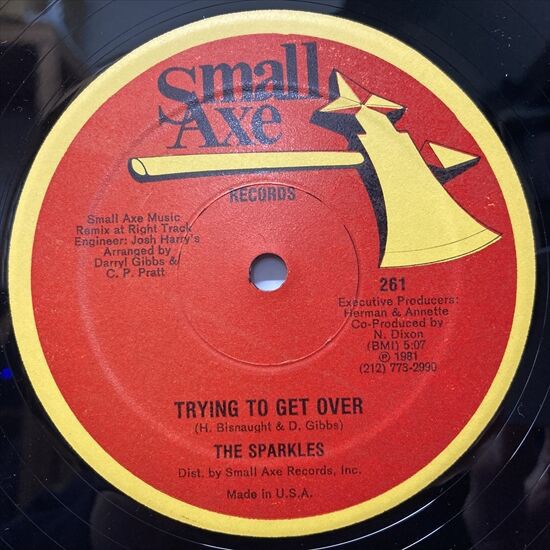 Small
Axe
RECORDS
Small Axe Music
Remix at Right Track
Engineer: Josh Harry's
Arranged by
Darryl Gibbs &
C. P. Pratt
261
Executive Producers:
Herman & Annette
Co-Produced by
N. Dixon
(BMI) 5:07
℗ 1981
(212) 773-2990
TRYING TO GET OVER
(H. Bisnaught & D. Gibbs)
THE SPARKLES
Dist. by Small Axe Records, Inc.
Made in U.S.A.